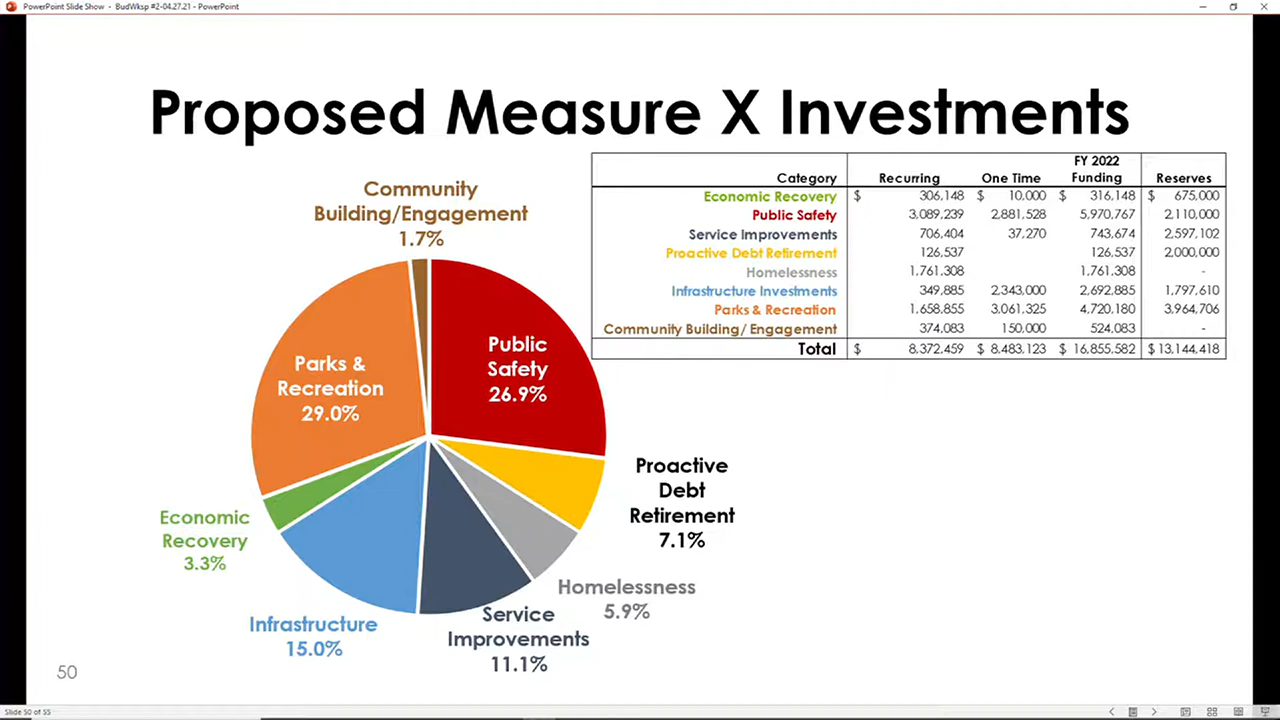 PowerPoint Slide Show - BudWksp #2-04.27.21 - PowerPoint
Proposed Measure X Investments
Category Recurring One Time FY 2022 Funding Reserves
Economic Recovery $ 306,148 $ 10,000 $ 316,148 $ 675,000
Public Safety 3,089,239 2,881,528 5,970,767 2,110,000
Service Improvements 706,404 37,270 743,674 2,597,102
Proactive Debt Retirement 126,537 126,537 2,000,000
Homelessness 1,761,308 1,761,308 -
Infrastructure Investments 349,885 2,343,000 2,692,885 1,797,610
Parks & Recreation 1,658,855 3,061,325 4,720,180 3,964,706
Community Building/ Engagement 374,083 150,000 524,083 -
Total $ 8,372,459 $ 8,483,123 $ 16,855,582 $ 13,144,418
Community
Building/Engagement
1.7%
Public
Safety
26.9%
Parks &
Recreation
29.0%
Proactive
Debt
Retirement
7.1%
Economic
Recovery
3.3%
Homelessness
5.9%
Service
Improvements
11.1%
Infrastructure
15.0%
50
Slide 50 of 55